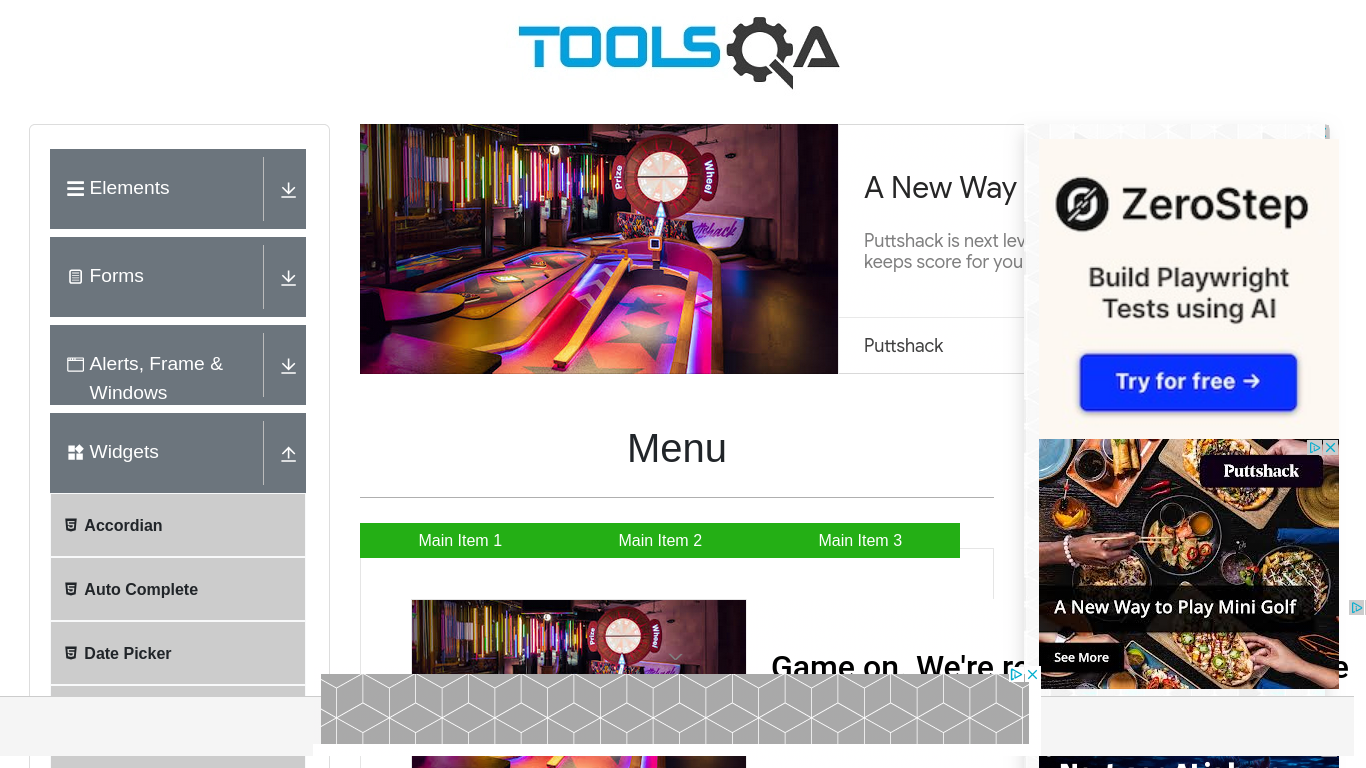 TOOLSQA
Elements
Forms
Alerts, Frame &
Windows
Widgets
Accordian
Auto Complete
Date Picker
Prize
Wheel
A New Way
Puttshack is next lev
keeps score for you
Puttshack
Menu
Main Item 1
Main Item 2
Main Item 3
Prize
Wheel
Game on. We're re
ZeroStep
Build Playwright
Tests using AI
Try for free →
Puttshack
A New Way to Play Mini Golf
See More